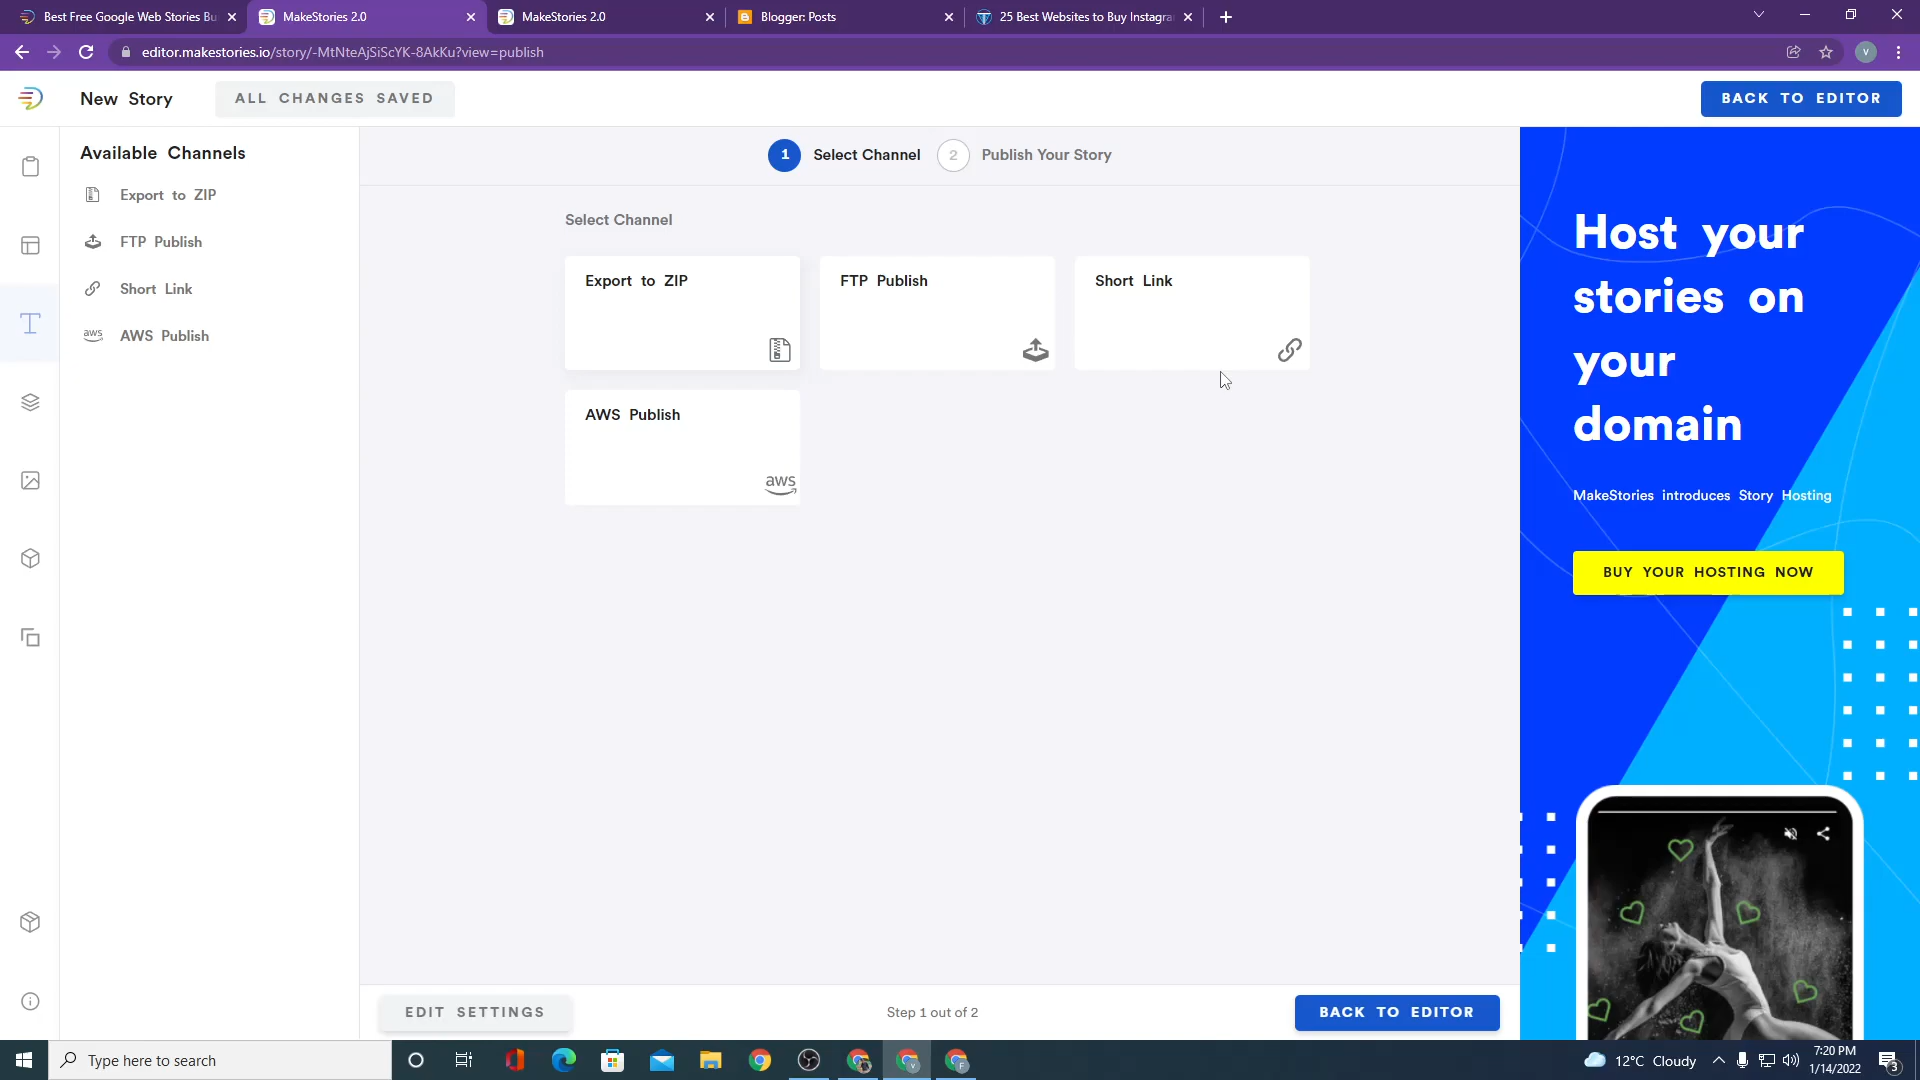 Best Free Google Web Stories Bu
MakeStories 2.0
MakeStories 2.0
Blogger: Posts
25 Best Websites to Buy Instagra
editor.makestories.io/story/-MtNteAjSiScYK-8AkKu?view=publish
V
New Story
ALL CHANGES SAVED
BACK TO EDITOR
Available Channels
Export to ZIP
FTP Publish
Short Link
aws AWS Publish
1 Select Channel 2 Publish Your Story
Select Channel
Export to ZIP
FTP Publish
Short Link
AWS Publish
aws
Host your
stories on
your
domain
MakeStories introduces Story Hosting
BUY YOUR HOSTING NOW
EDIT SETTINGS
Step 1 out of 2
BACK TO EDITOR
Type here to search
12°C Cloudy
7:20 PM
1/14/2022
3